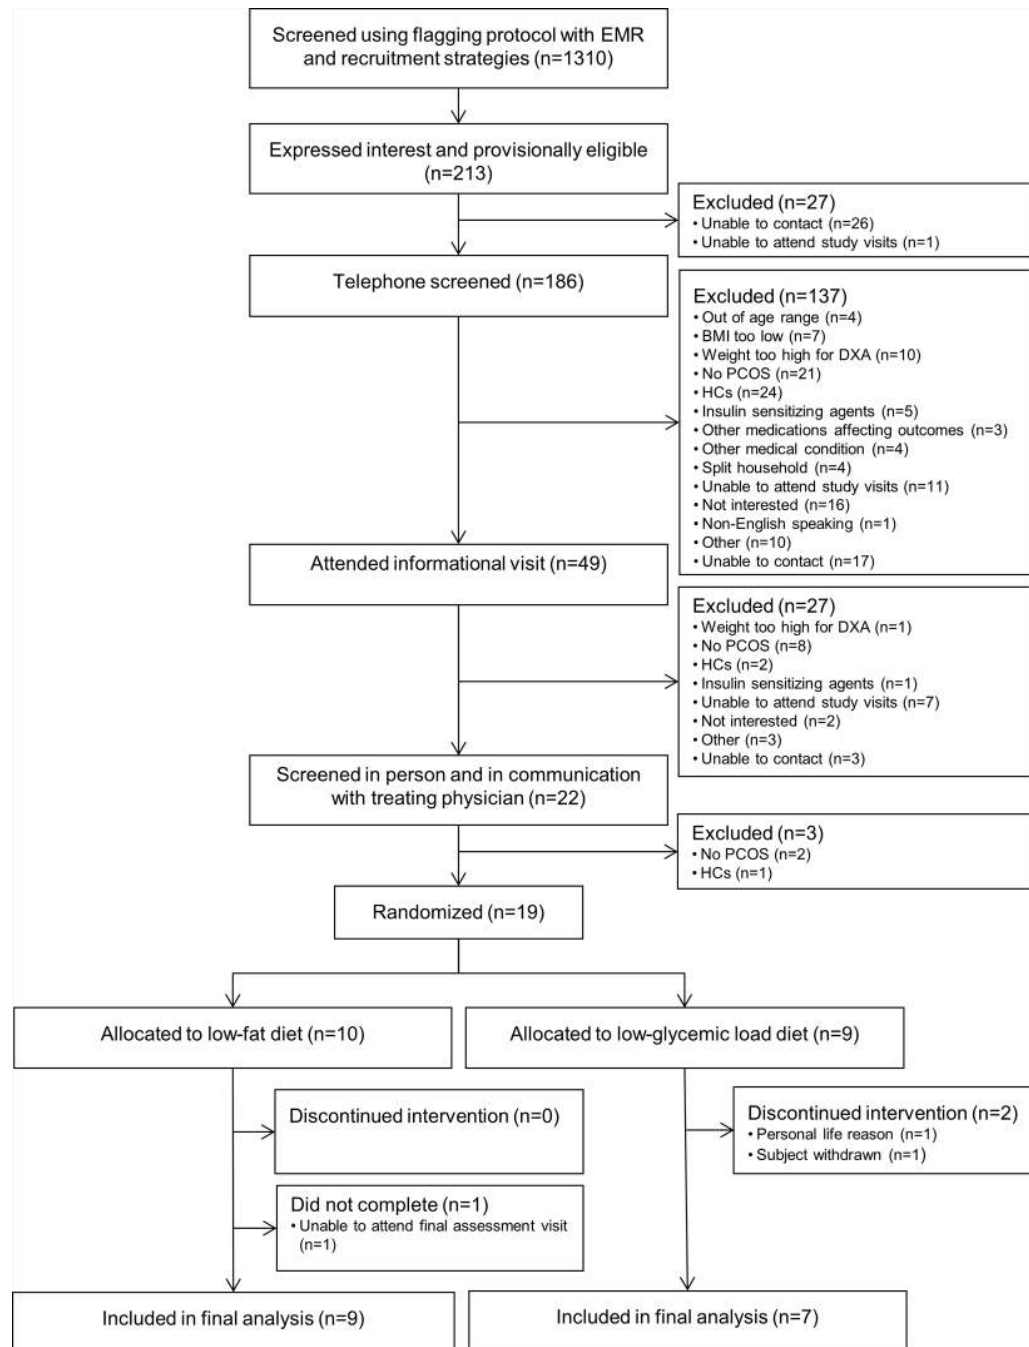 Screened using flagging protocol with EMR
and recruitment strategies (n=1310)
Expressed interest and provisionally eligible
(n=213)
Excluded (n=27)
• Unable to contact (n=26)
• Unable to attend study visits (n=1)
Telephone screened (n=186)
Excluded (n=137)
• Out of age range (n=4)
• BMI too low (n=7)
• Weight too high for DXA (n=10)
• No PCOS (n=21)
• HCs (n=24)
• Insulin sensitizing agents (n=5)
• Other medications affecting outcomes (n=3)
• Other medical condition (n=4)
• Split household (n=4)
• Unable to attend study visits (n=11)
• Not interested (n=16)
• Non-English speaking (n=1)
• Other (n=10)
• Unable to contact (n=17)
Attended informational visit (n=49)
Excluded (n=27)
• Weight too high for DXA (n=1)
• No PCOS (n=8)
• HCs (n=2)
• Insulin sensitizing agents (n=1)
• Unable to attend study visits (n=7)
• Not interested (n=2)
• Other (n=3)
• Unable to contact (n=3)
Screened in person and in communication
with treating physician (n=22)
Excluded (n=3)
• No PCOS (n=2)
• HCs (n=1)
Randomized (n=19)
Allocated to low-fat diet (n=10)
Allocated to low-glycemic load diet (n=9)
Discontinued intervention (n=0)
Discontinued intervention (n=2)
• Personal life reason (n=1)
• Subject withdrawn (n=1)
Did not complete (n=1)
• Unable to attend final assessment visit
(n=1)
Included in final analysis (n=9)
Included in final analysis (n=7)